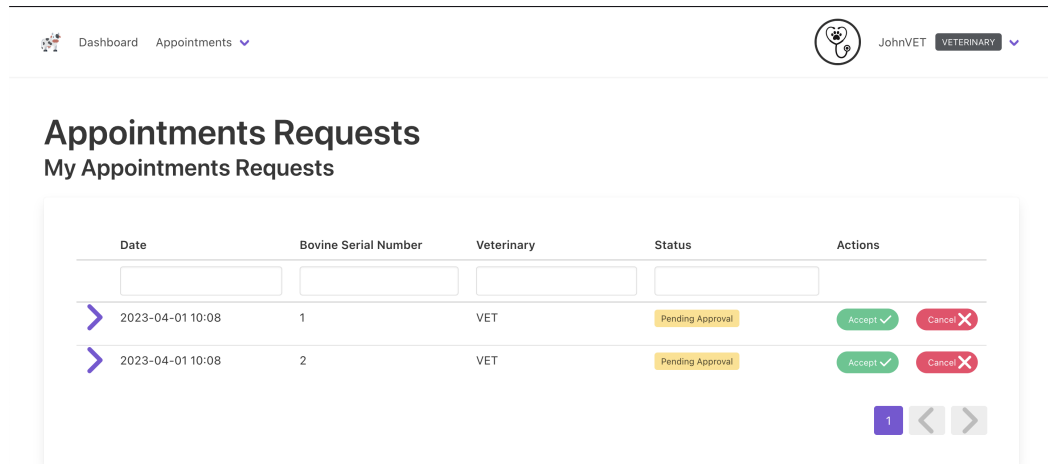 Dashboard Appointments JohnVET VETERINARY
Appointments Requests
My Appointments Requests
Date Bovine Serial Number Veterinary Status Actions
2023-04-01 10:08 1 VET Pending Approval Accept Cancel
2023-04-01 10:08 2 VET Pending Approval Accept Cancel
1